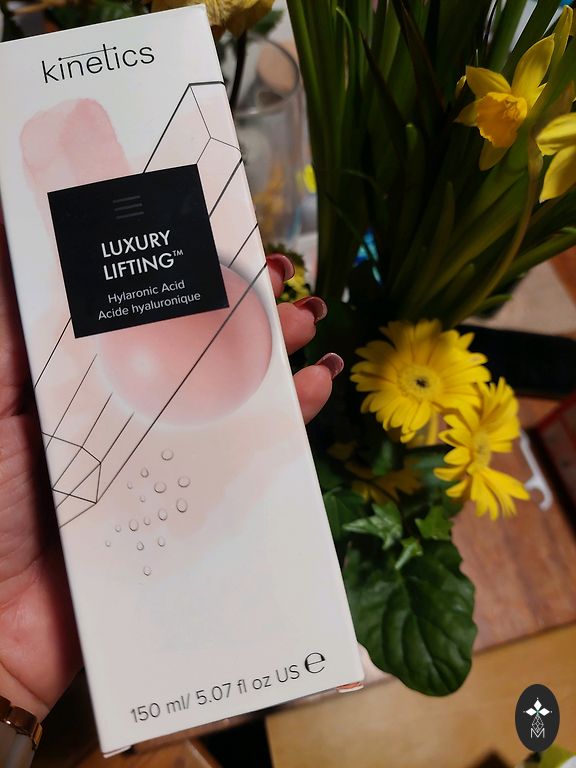 kinetics
LUXURY
LIFTING™
Hylaronic Acid
Acide hyaluronique
150 ml/ 5.07 fl oz US ℮
M